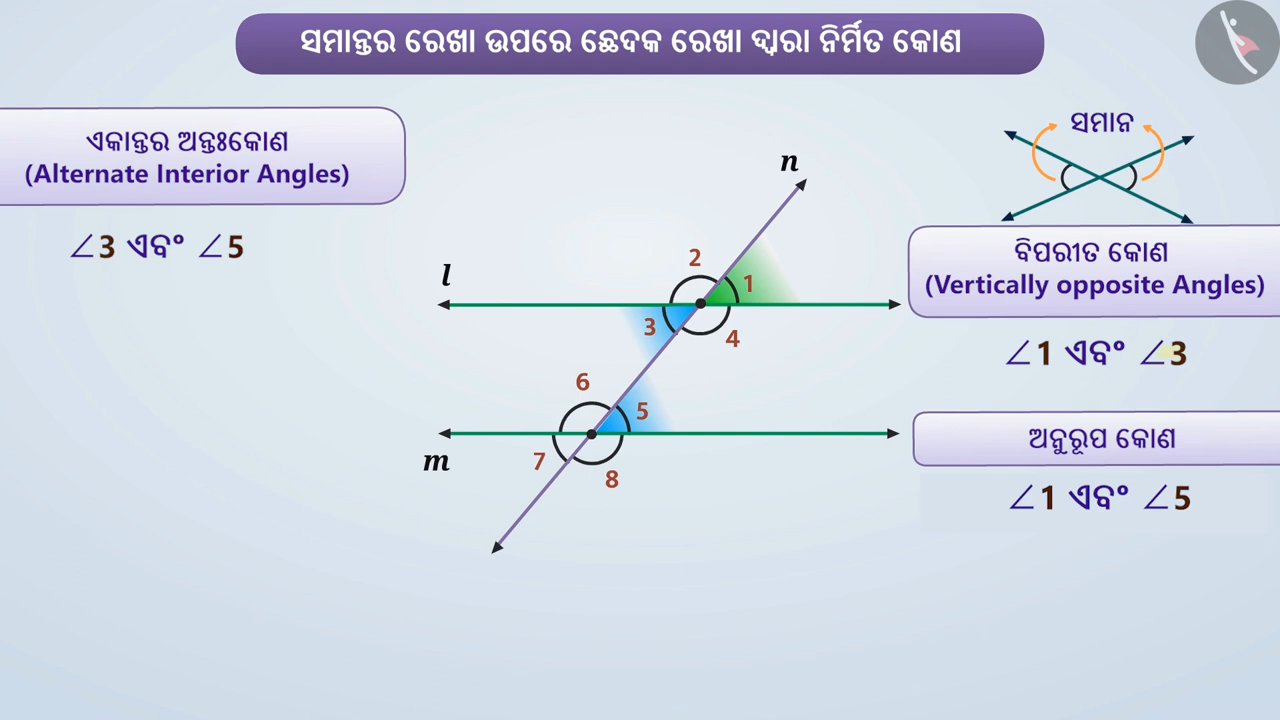 ସମାନ୍ତର ରେଖା ଉପରେ ଛେଦକ ରେଖା ଦ୍ୱାରା ନିର୍ମିତ କୋଣ
ଏକାନ୍ତର ଅନ୍ତଃକୋଣ
(Alternate Interior Angles)
∠3 ଏବଂ ∠5
n
l
2
1
3
4
6
5
m
7
8
ସମାନ
ବିପରୀତ କୋଣ
(Vertically opposite Angles)
∠1 ଏବଂ ∠3
ଅନୁରୂପ କୋଣ
∠1 ଏବଂ ∠5